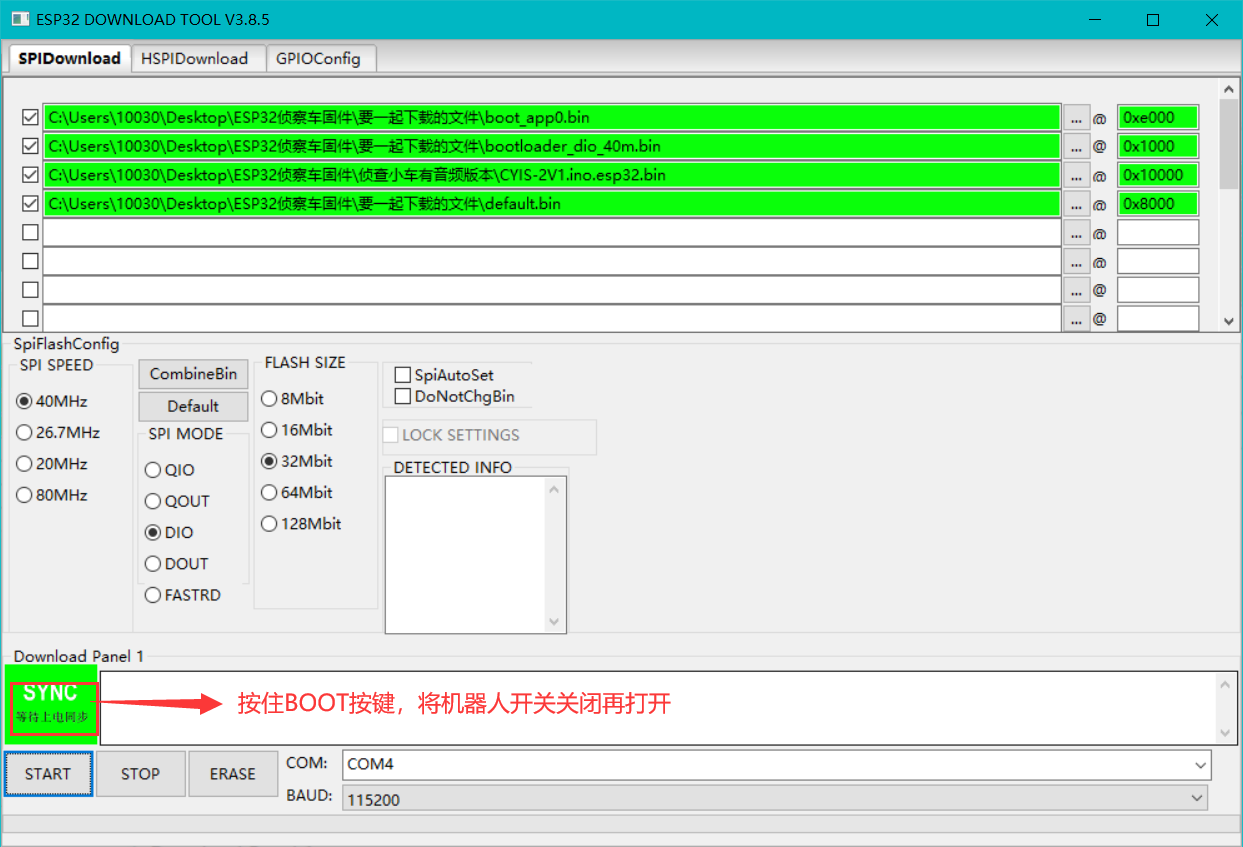 ESP32 DOWNLOAD TOOL V3.8.5
SPIDownload HSPIDownload GPIOConfig
C:\Users\10030\Desktop\ESP32侦察车固件\要一起下载的文件\boot_app0.bin ... @ 0xe000
C:\Users\10030\Desktop\ESP32侦察车固件\要一起下载的文件\bootloader_dio_40m.bin ... @ 0x1000
C:\Users\10030\Desktop\ESP32侦察车固件\侦查小车有音频版本\CYIS-2V1.ino.esp32.bin ... @ 0x10000
C:\Users\10030\Desktop\ESP32侦察车固件\要一起下载的文件\default.bin ... @ 0x8000
... @
... @
... @
... @
SpiFlashConfig
SPI SPEED
40MHz
26.7MHz
20MHz
80MHz
CombineBin
Default
SPI MODE
QIO
QOUT
DIO
DOUT
FASTRD
FLASH SIZE
8Mbit
16Mbit
32Mbit
64Mbit
128Mbit
SpiAutoSet
DoNotChgBin
LOCK SETTINGS
DETECTED INFO
Download Panel 1
SYNC
等待上电同步
按住BOOT按键，将机器人开关关闭再打开
START STOP ERASE
COM: COM4
BAUD: 115200